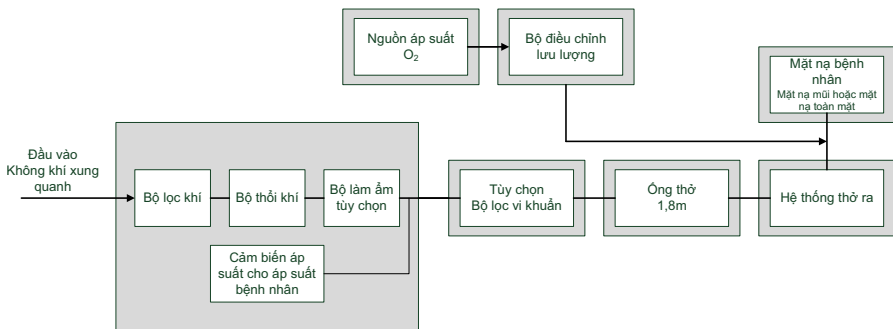 Nguồn áp suất
O₂
Bộ điều chỉnh
lưu lượng
Mặt nạ bệnh
nhân
Mặt nạ mũi hoặc mặt
nạ toàn mặt
Đầu vào
Không khí xung
quanh
Bộ lọc khí
Bộ thổi khí
Bộ làm ẩm
tùy chọn
Tùy chọn
Bộ lọc vi khuẩn
Ống thở
1,8m
Hệ thống thở ra
Cảm biến áp
suất cho áp suất
bệnh nhân